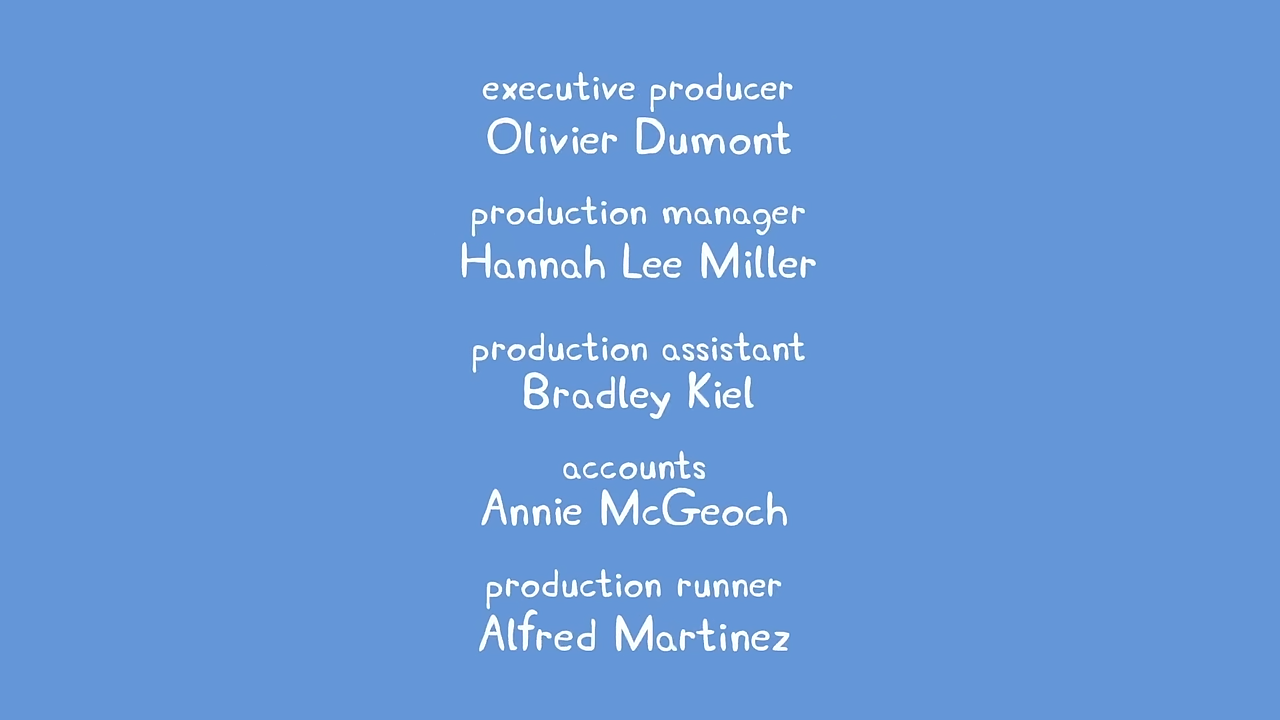 executive producer
Olivier Dumont
production manager
Hannah Lee Miller
production assistant
Bradley Kiel
accounts
Annie McGeoch
production runner
Alfred Martinez